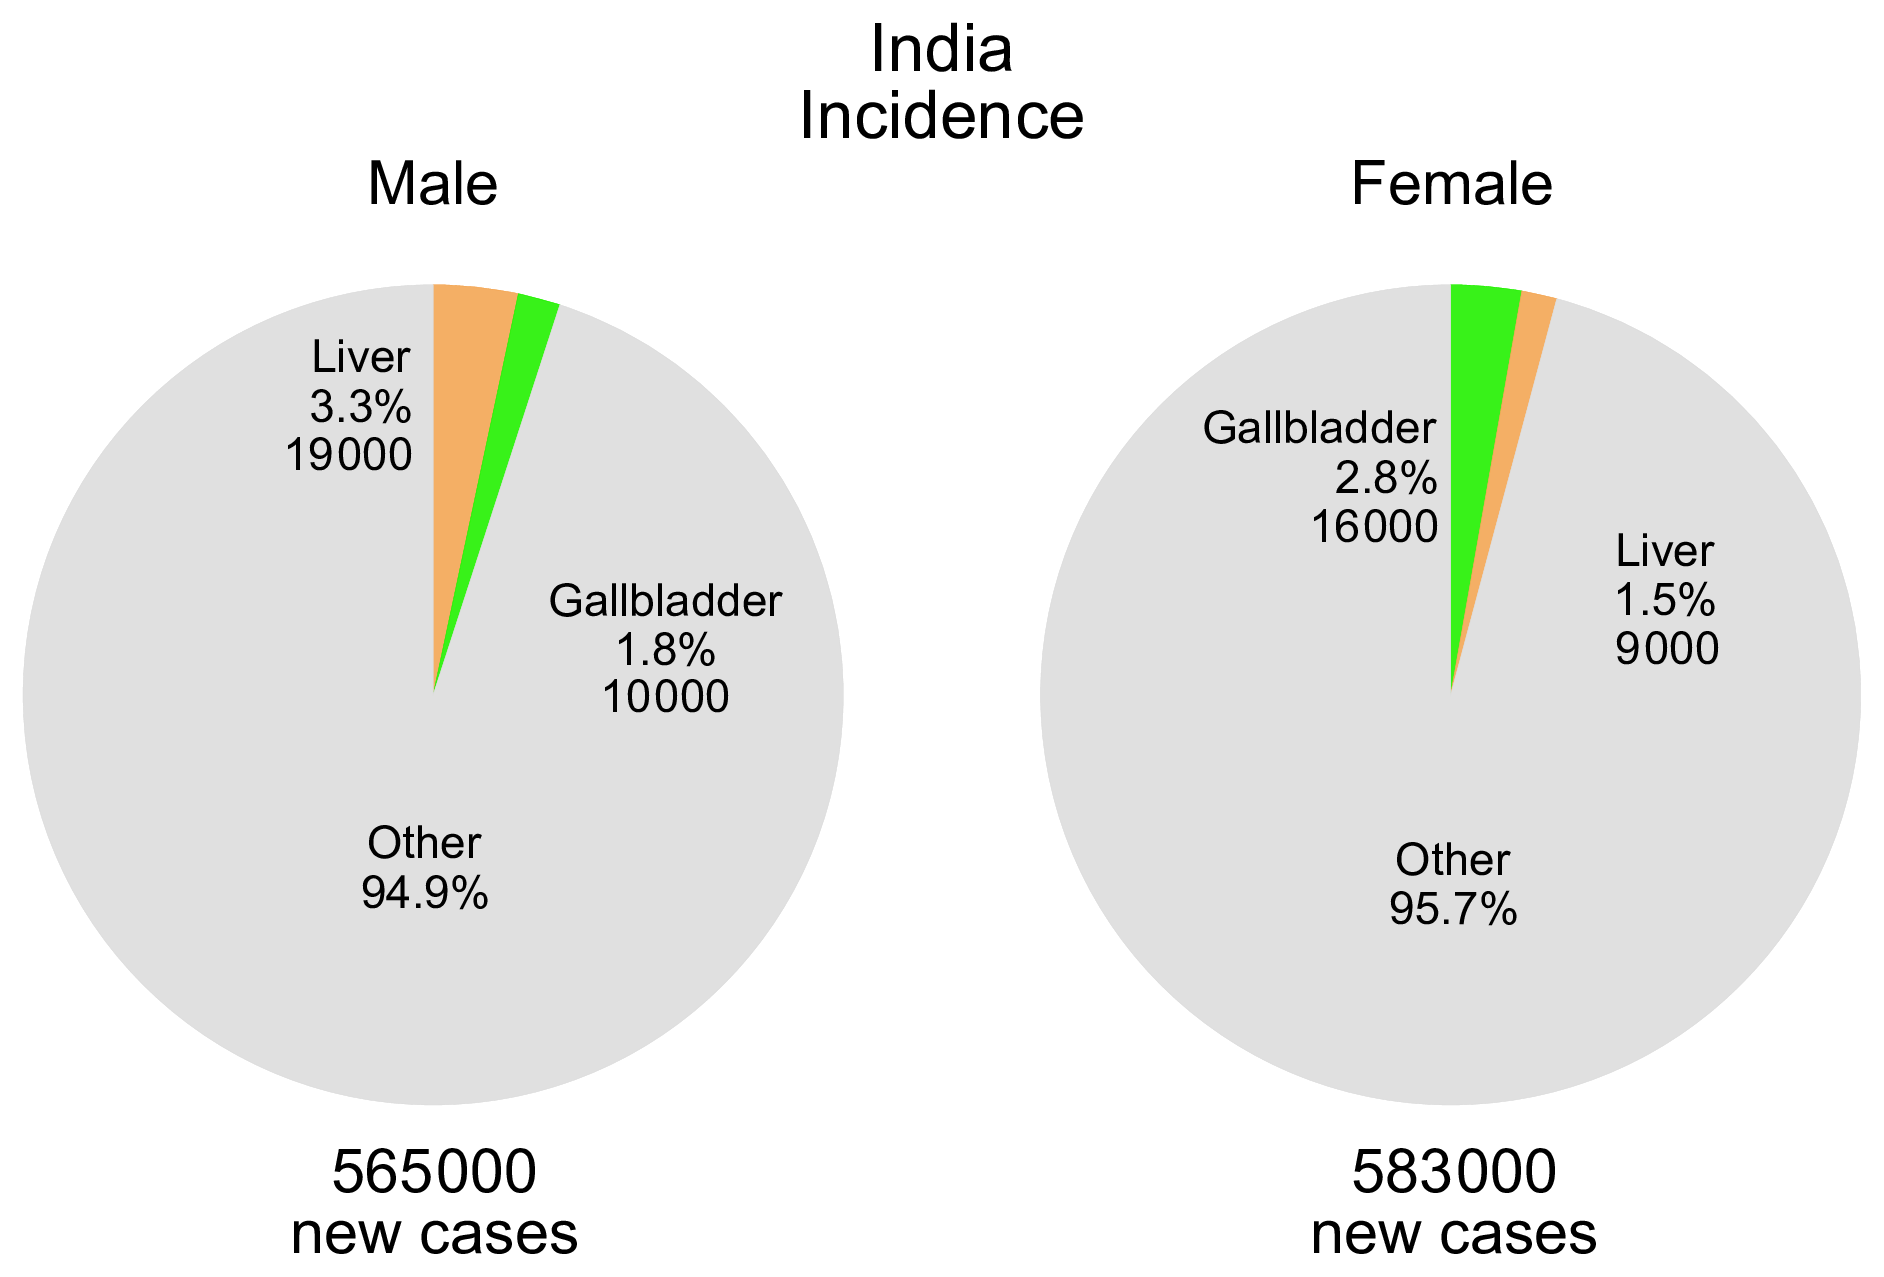 India
Incidence
Male
Female
Liver
3.3%
19000
Gallbladder
1.8%
10000
Other
94.9%
565000
new cases
Gallbladder
2.8%
16000
Liver
1.5%
9000
Other
95.7%
583000
new cases